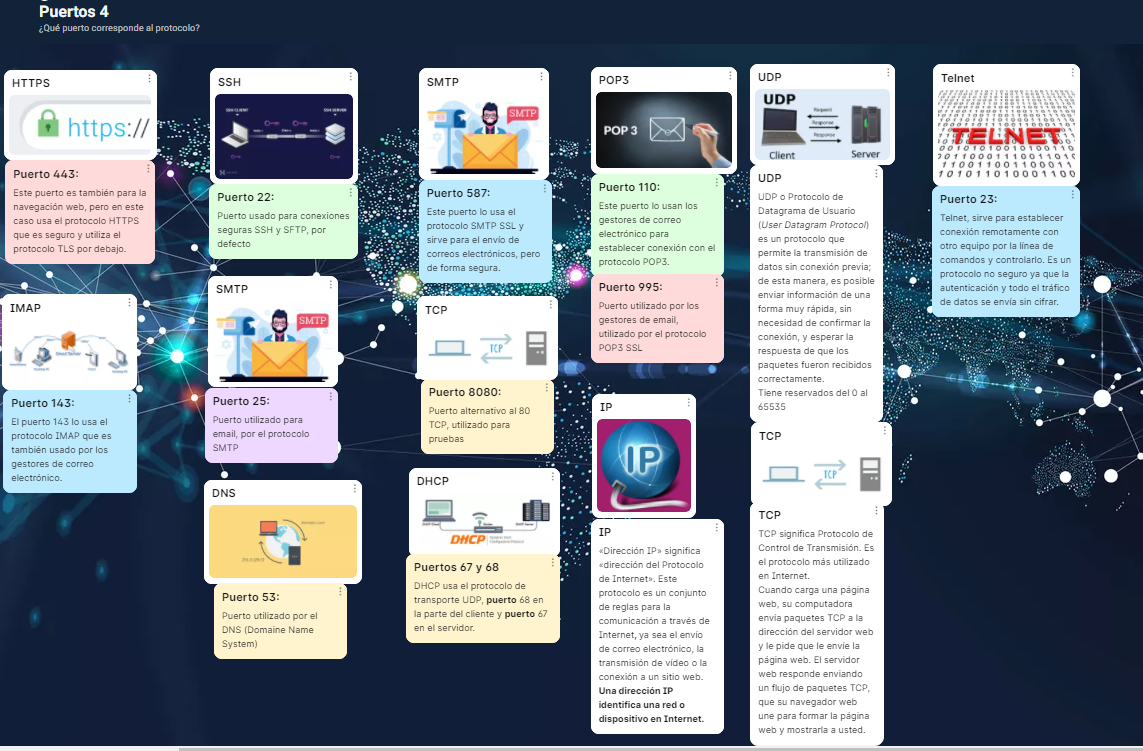 Puertos 4
¿Qué puerto corresponde al protocolo?
HTTPS
https://
Puerto 443:
Este puerto es también para la
navegación web, pero en este
caso usa el protocolo HTTPS
que es seguro y utiliza el
protocolo TLS por debajo.
IMAP
Puerto 143:
El puerto 143 lo usa el
protocolo IMAP que es
también usado por los
gestores de correo
electrónico.
SSH
SSH CLIENT
SSH SERVER
Puerto 22:
Puerto usado para conexiones
seguras SSH y SFTP, por
defecto
SMTP
SMTP
Puerto 25:
Puerto utilizado para
email, por el protocolo
SMTP
DNS
Puerto 53:
Puerto utilizado por el
DNS (Domaine Name
System)
SMTP
SMTP
Puerto 587:
Este puerto lo usa el
protocolo SMTP SSL y
sirve para el envío de
correos electrónicos, pero
de forma segura.
TCP
TCP
Puerto 8080:
Puerto alternativo al 80
TCP, utilizado para
pruebas
DHCP
DHCP
Puertos 67 y 68
DHCP usa el protocolo de
transporte UDP, puerto 68 en
la parte del cliente y puerto 67
en el servidor.
POP3
POP 3
Puerto 110:
Este puerto lo usan los
gestores de correo
electrónico para
establecer conexión con el
protocolo POP3.
Puerto 995:
Puerto utilizado por los
gestores de email,
utilizado por el protocolo
POP3 SSL
IP
IP
IP
«Dirección IP» significa
«dirección del Protocolo
de Internet». Este
protocolo es un conjunto
de reglas para la
comunicación a través de
Internet, ya sea el envío
de correo electrónico, la
transmisión de vídeo o la
conexión a un sitio web.
Una dirección IP
identifica una red o
dispositivo en Internet.
UDP
UDP
Request
Response
Response
Client
Server
UDP
UDP o Protocolo de
Datagrama de Usuario
(User Datagram Protocol)
es un protocolo que
permite la transmisión de
datos sin conexión previa;
de esta manera, es posible
enviar información de una
forma muy rápida, sin
necesidad de confirmar la
conexión, y esperar la
respuesta de que los
paquetes fueron recibidos
correctamente.
Tiene reservados del 0 al
65535
TCP
TCP
TCP
TCP significa Protocolo de
Control de Transmisión. Es
el protocolo más utilizado
en Internet.
Cuando carga una página
web, su computadora
envía paquetes TCP a la
dirección del servidor web
y le pide que le envíe la
página web. El servidor
web responde enviando
un flujo de paquetes TCP,
que su navegador web
une para formar la página
web y mostrarla a usted.
Telnet
TELNET
Puerto 23:
Telnet, sirve para establecer
conexión remotamente con
otro equipo por la línea de
comandos y controlarlo. Es un
protocolo no seguro ya que la
autenticación y todo el tráfico
de datos se envía sin cifrar.